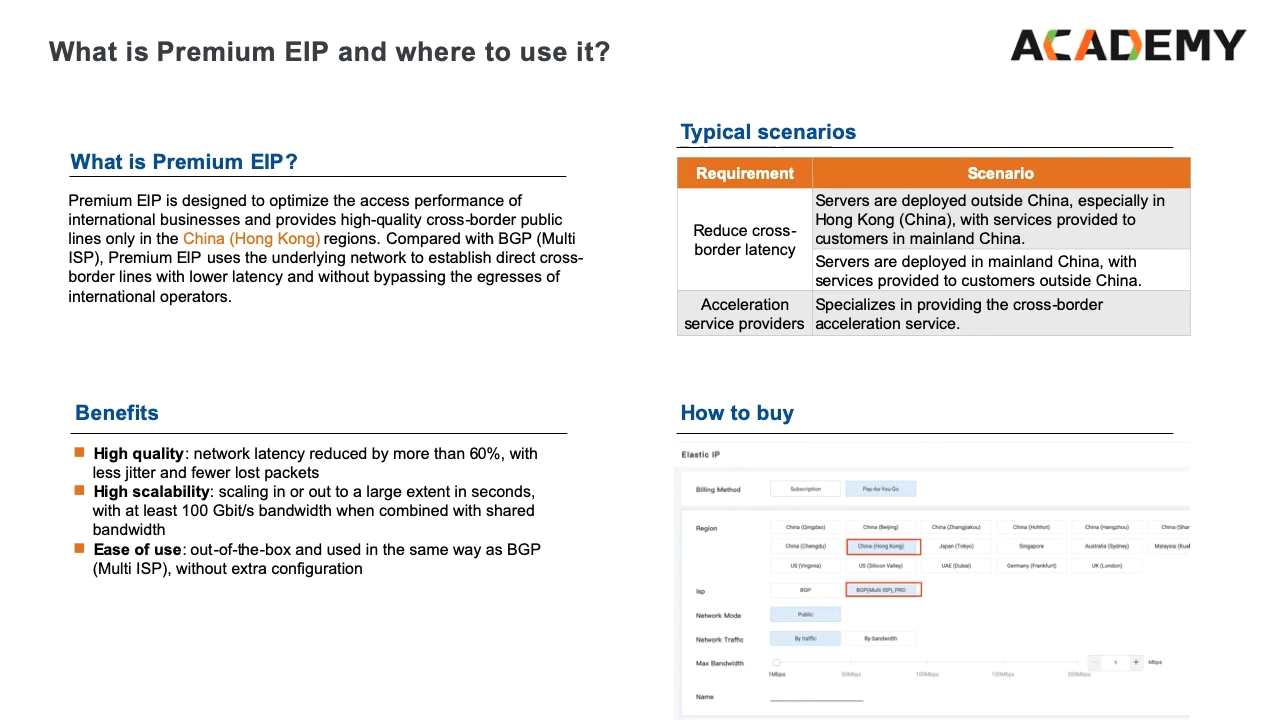 What is Premium EIP and where to use it?
ACADEMY
What is Premium EIP?
Premium EIP is designed to optimize the access performance of
international businesses and provides high-quality cross-border public
lines only in the China (Hong Kong) regions. Compared with BGP (Multi
ISP), Premium EIP uses the underlying network to establish direct cross-
border lines with lower latency and without bypassing the egresses of
international operators.
Typical scenarios
Requirement Scenario
Reduce cross-
border latency
Servers are deployed outside China, especially in
Hong Kong (China), with services provided to
customers in mainland China.
Servers are deployed in mainland China, with
services provided to customers outside China.
Acceleration
service providers
Specializes in providing the cross-border
acceleration service.
Benefits
High quality: network latency reduced by more than 60%, with
less jitter and fewer lost packets
High scalability: scaling in or out to a large extent in seconds,
with at least 100 Gbit/s bandwidth when combined with shared
bandwidth
Ease of use: out-of-the-box and used in the same way as BGP
(Multi ISP), without extra configuration
How to buy
Elastic IP
Billing Method Subscription Pay-As-You-Go
Region China (Qingdao) China (Beijing) China (Zhangjiakou) China (Hohhot) China (Hangzhou) China (Shan
China (Chengdu) China (Hong Kong) Japan (Tokyo) Singapore Australia (Sydney) Malaysia (Kual
US (Virginia) US (Silicon Valley) UAE (Dubai) Germany (Frankfurt) UK (London)
Isp BGP BGP(Multi ISP)_PRO
Network Mode Public
Network Traffic By traffic By bandwidth
Max Bandwidth 1 Mbps
1Mbps 50Mbps 100Mbps 150Mbps 200Mbps
Name